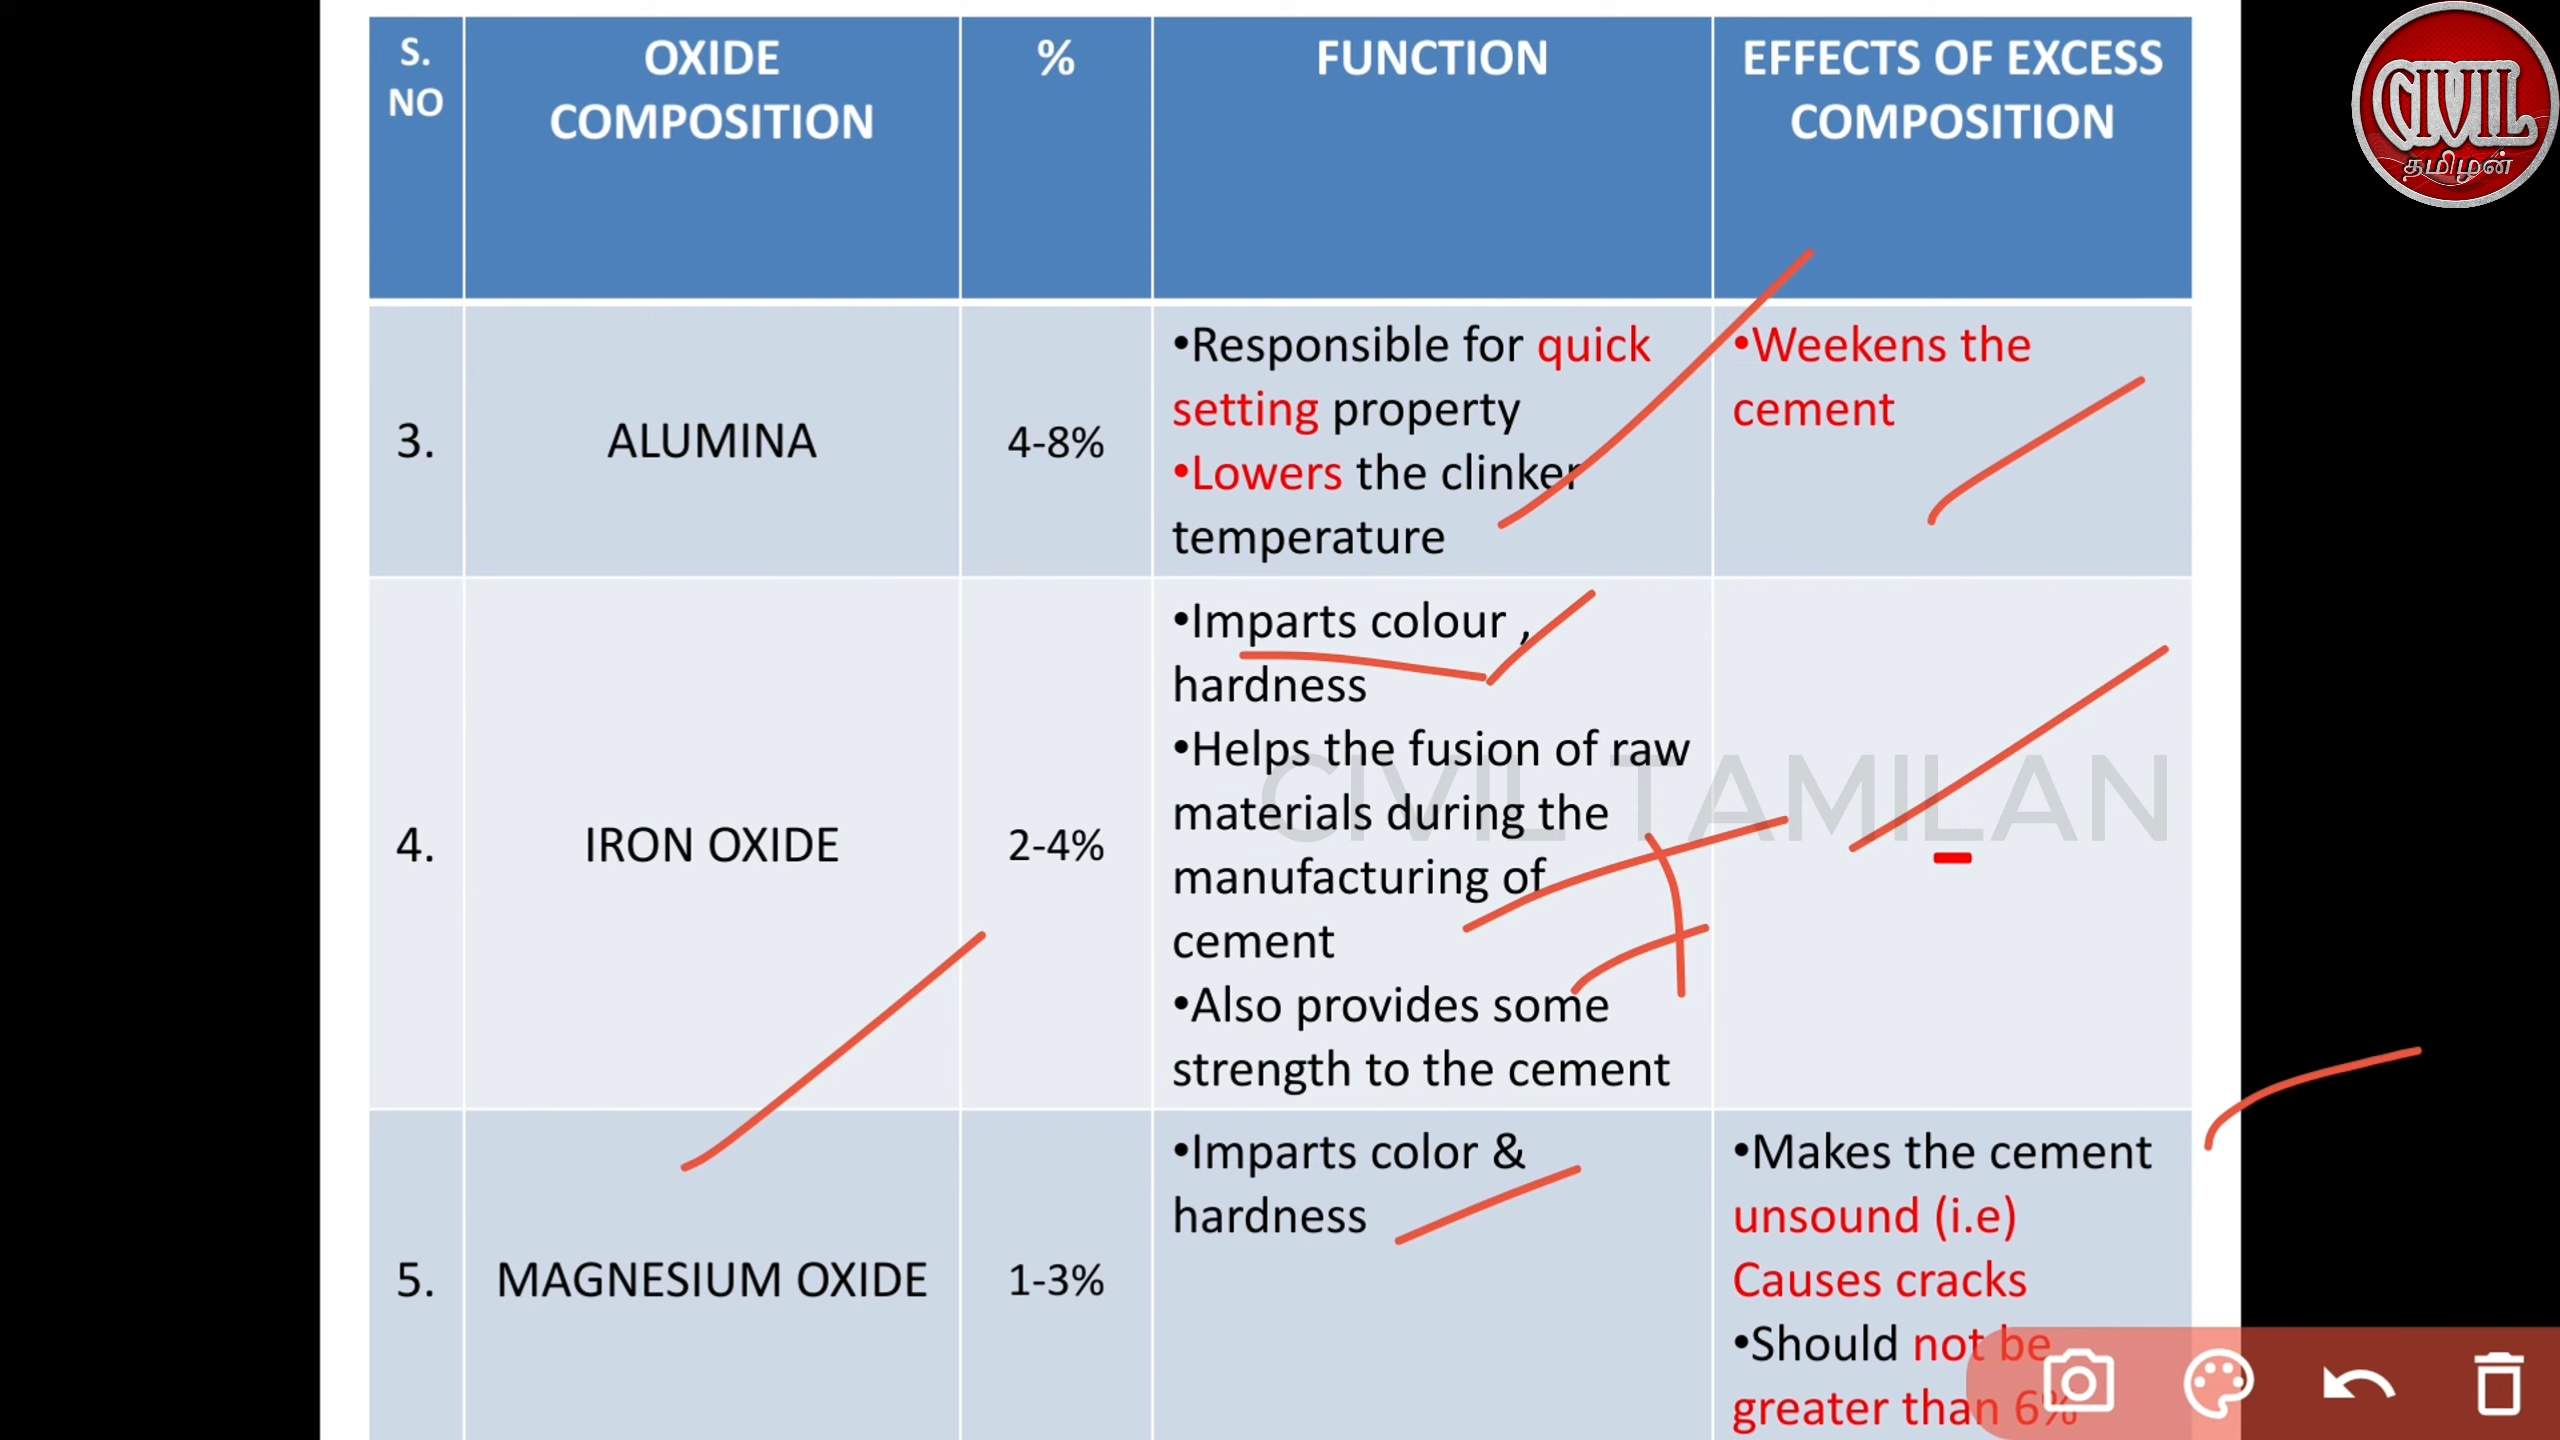 S.
NO
OXIDE
COMPOSITION
%
FUNCTION
EFFECTS OF EXCESS
COMPOSITION
3.
ALUMINA
4-8%
•Responsible for quick
setting property
•Lowers the clinker
temperature
•Weekens the
cement
4.
IRON OXIDE
2-4%
•Imparts colour ,
hardness
•Helps the fusion of raw
materials during the
manufacturing of
cement
•Also provides some
strength to the cement
-
5.
MAGNESIUM OXIDE
1-3%
•Imparts color &
hardness
•Makes the cement
unsound (i.e)
Causes cracks
•Should not be
greater than 6%
CIVIL TAMILAN
CIVIL
தமிழன்